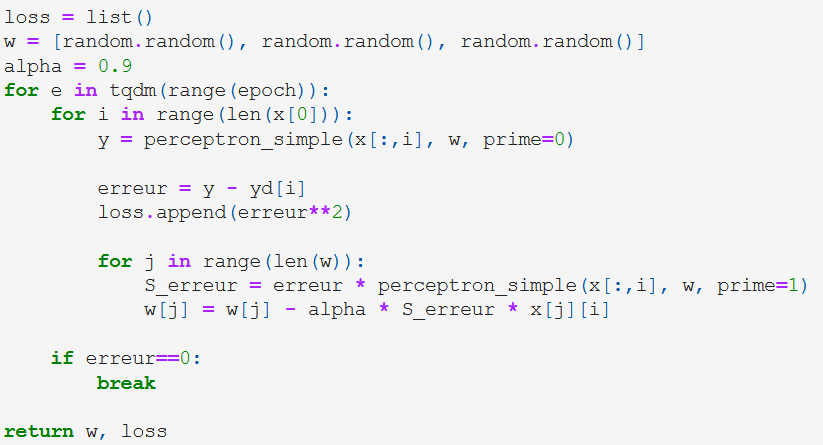 loss = list()
w = [random.random(), random.random(), random.random()]
alpha = 0.9
for e in tqdm(range(epoch)):
    for i in range(len(x[0])):
        y = perceptron_simple(x[:,i], w, prime=0)

        erreur = y - yd[i]
        loss.append(erreur**2)

        for j in range(len(w)):
            S_erreur = erreur * perceptron_simple(x[:,i], w, prime=1)
            w[j] = w[j] - alpha * S_erreur * x[j][i]

    if erreur==0:
        break

return w, loss